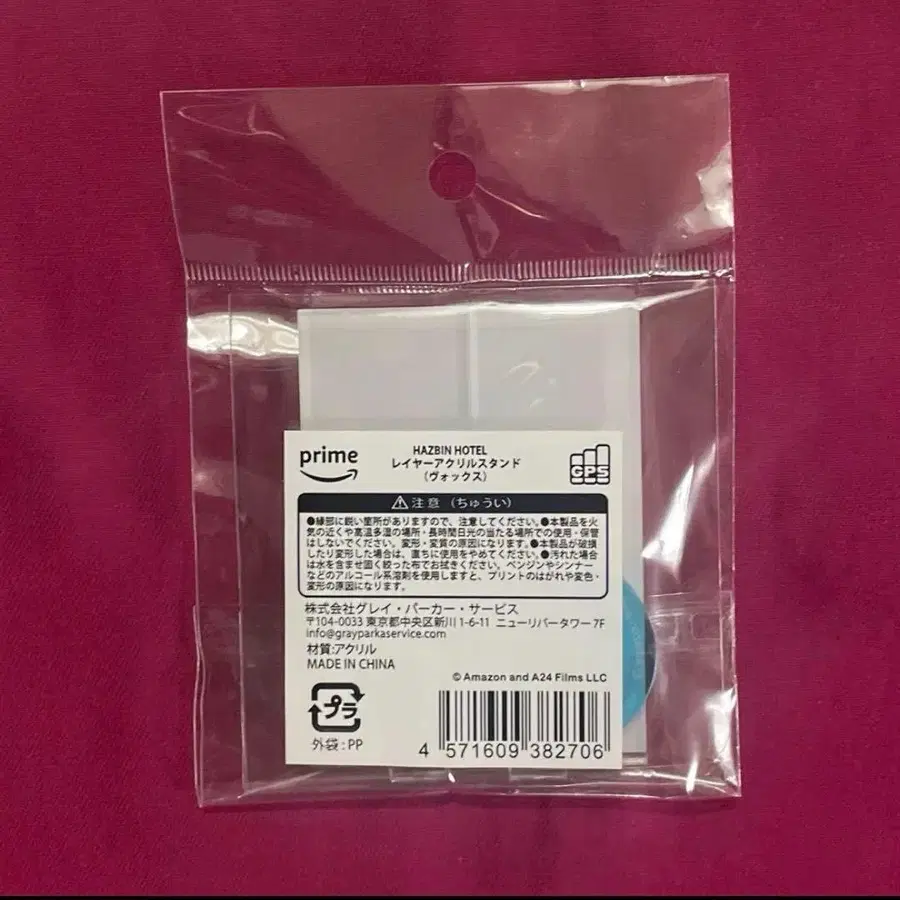 prime
HAZBIN HOTEL
レイヤーアクリルスタンド
（ヴォックス）
GPS
⚠注意（ちゅうい）
●縁部に鋭い箇所がありますので、注意してください。●本製品を火
気の近くや高温多湿の場所・長時間日光の当たる場所での使用・保管
はしないでください。変形・変質の原因になります。●本製品が破損
したり変形した場合は、直ちに使用をやめてください。●汚れた場合
は水を含ませ固く絞った布でお拭きください。ベンジンやシンナー
などのアルコール系溶剤を使用しますと、プリントのはがれや変色・
変形の原因になります。
株式会社グレイ・パーカー・サービス
〒104-0033 東京都中央区新川 1-6-11 ニューリバータワー 7F
info@grayparkaservice.com
材質:アクリル
MADE IN CHINA
© Amazon and A24 Films LLC
プラ
外袋 : PP
4 571609 382706